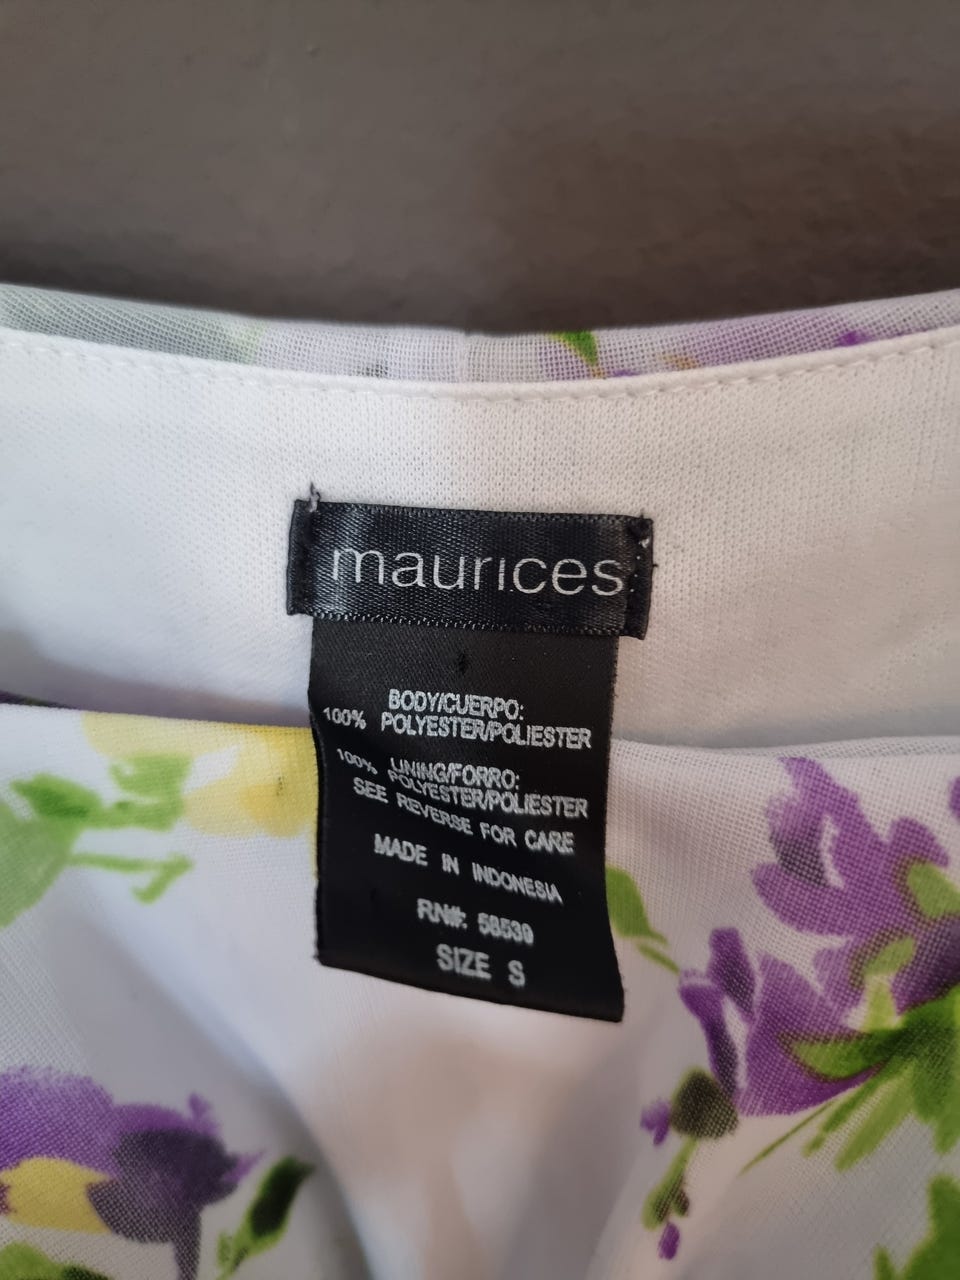 maurices
BODY/CUERPO:
100% POLYESTER/POLIESTER
LINING/FORRO:
100% POLYESTER/POLIESTER
SEE REVERSE FOR CARE
MADE IN INDONESIA
RN#: 58539
SIZE S